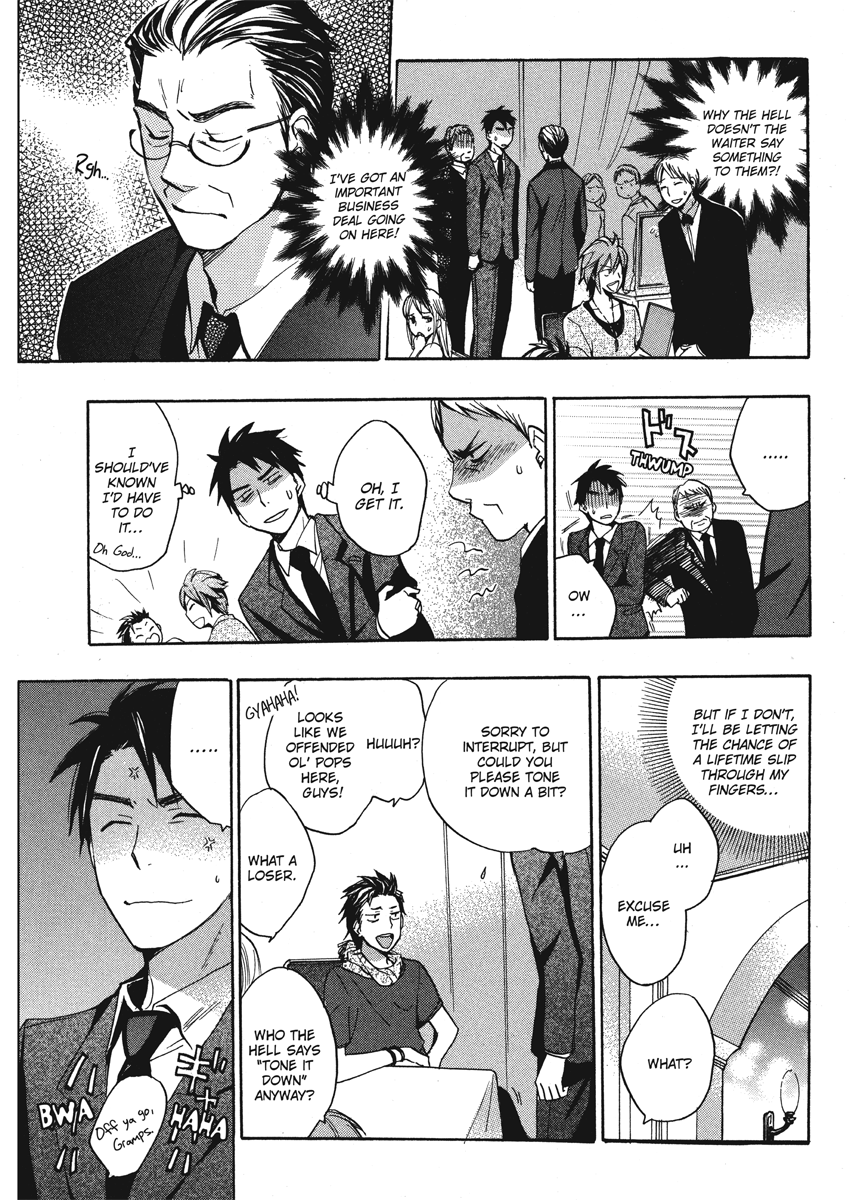 WHY THE HELL
DOESN'T THE
WAITER SAY
SOMETHING
TO THEM?!
I'VE GOT AN
IMPORTANT
BUSINESS
DEAL GOING
ON HERE!
Rgh...
.....
ドス
THWUMP
OW...
OH, I
GET IT.
I
SHOULD'VE
KNOWN
I'D HAVE
TO DO
IT...
Oh God...
BUT IF I DON'T,
I'LL BE LETTING
THE CHANCE OF
A LIFETIME SLIP
THROUGH MY
FINGERS...
UH
...
EXCUSE
ME...
WHAT?
SORRY TO
INTERRUPT, BUT
COULD YOU
PLEASE TONE
IT DOWN A BIT?
HUUUH?
GYAHAHA!
LOOKS
LIKE WE
OFFENDED
OL' POPS
HERE,
GUYS!
WHAT A
LOSER.
WHO THE
HELL SAYS
"TONE IT
DOWN"
ANYWAY?
.....
BWA
HAHA
Off ya go,
Gramps.